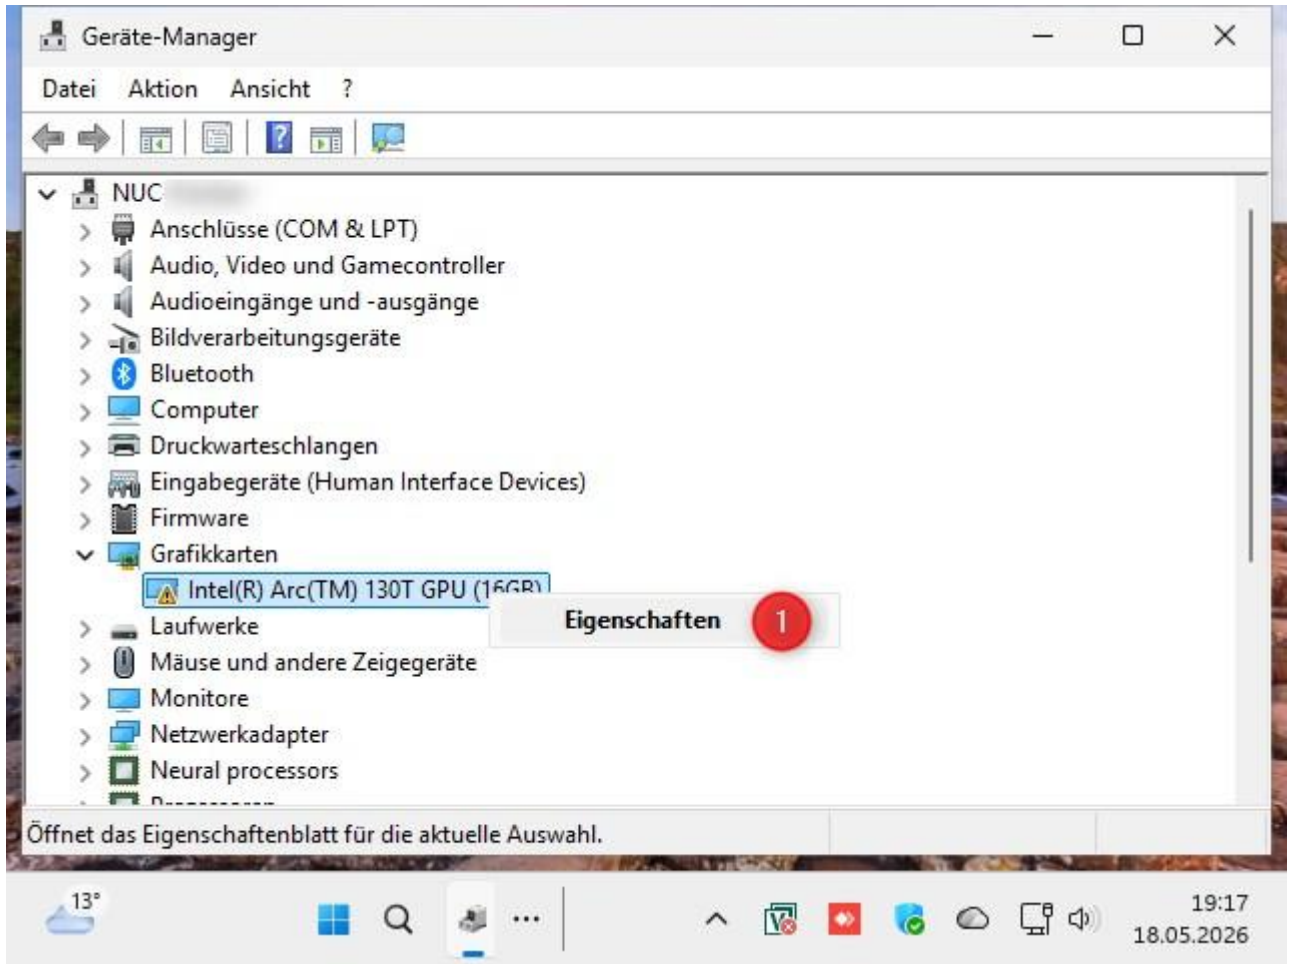 Geräte-Manager
Datei Aktion Ansicht ?
NUC
Anschlüsse (COM & LPT)
Audio, Video und Gamecontroller
Audioeingänge und -ausgänge
Bildverarbeitungsgeräte
Bluetooth
Computer
Druckwarteschlangen
Eingabegeräte (Human Interface Devices)
Firmware
Grafikkarten
Intel(R) Arc(TM) 130T GPU (16GB)
Eigenschaften 1
Laufwerke
Mäuse und andere Zeigegeräte
Monitore
Netzwerkadapter
Neural processors
Öffnet das Eigenschaftenblatt für die aktuelle Auswahl.
13°
19:17
18.05.2026